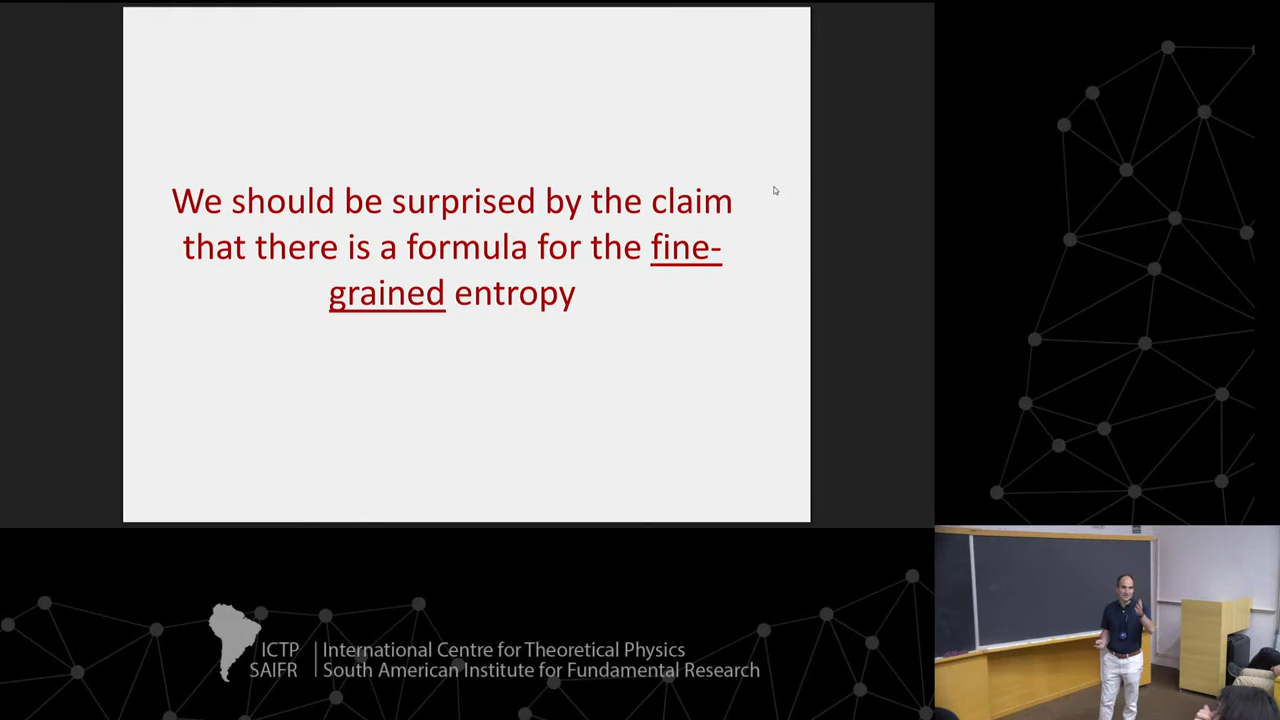 We should be surprised by the claim
that there is a formula for the fine-
grained entropy
ICTP
SAIFR
International Centre for Theoretical Physics
South American Institute for Fundamental Research